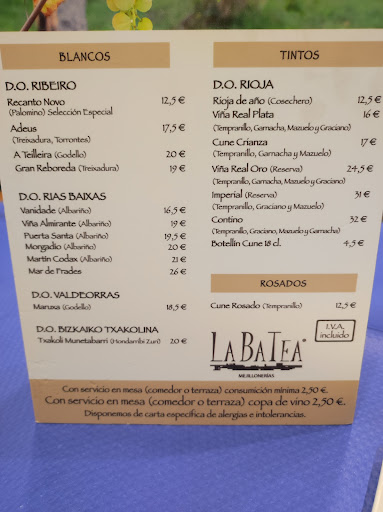 BLANCOS
D.O. RIBEIRO
Recanto Novo 12,5 €
(Palomino) Selección Especial
Adeus 17,5 €
(Treixadura, Torrontes)
A Teilleira (Godello) 20 €
Gran Reboreda (Treixadura) 19 €
D.O. RIAS BAIXAS
Vanidade (Albariño) 16,5 €
Viña Almirante (Albariño) 19 €
Puerta Santa (Albariño) 19,5 €
Morgadío (Albariño) 20 €
Martin Codax (Albariño) 21 €
Mar de Frades 26 €
D.O. VALDEORRAS
Maruxa (Godello) 18,5 €
D.O. BIZKAIKO TXAKOLINA
Txakoli Munetabarri (Hondarribi Zuri) 20 €
TINTOS
D.O. RIOJA
Rioja de año (Cosechero) 12,5 €
Viña Real Plata 16 €
(Tempranillo, Garnacha, Mazuelo y Graciano)
Cune Crianza 17 €
(Tempranillo, Garnacha y Mazuelo)
Viña Real Oro (Reserva) 24,5 €
(Tempranillo, Garnacha, Mazuelo y Graciano)
Imperial (Reserva) 31 €
(Tempranillo, Graciano y Mazuelo)
Contino 32 €
(Tempranillo, Graciano, Mazuelo y Garnacha)
Botellín Cune 18 cl. 4,5 €
ROSADOS
Cune Rosado (Tempranillo) 12,5 €
I.V.A.
incluido
LABATEA®
MEJILLONERÍAS
Con servicio en mesa (comedor o terraza) consumición mínima 2,50 €.
Con servicio en mesa (comedor o terraza) copa de vino 2,50 €.
Disponemos de carta específica de alergias e intolerancias.